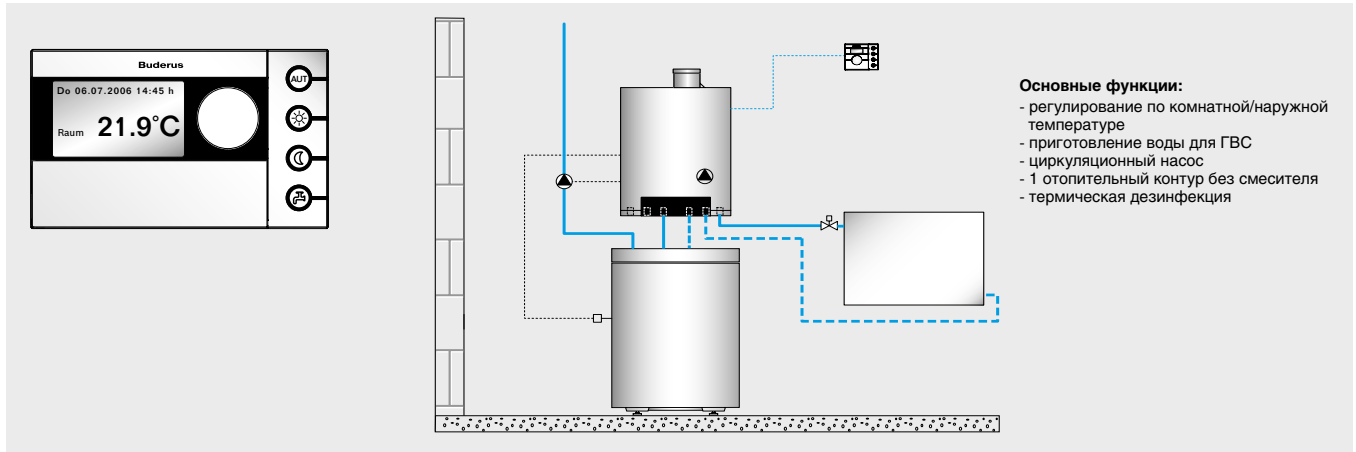 Buderus
Do 06.07.2006 14:45 h
Raum 21.9°C
AUT
Основные функции:
- регулирование по комнатной/наружной
температуре
- приготовление воды для ГВС
- циркуляционный насос
- 1 отопительный контур без смесителя
- термическая дезинфекция